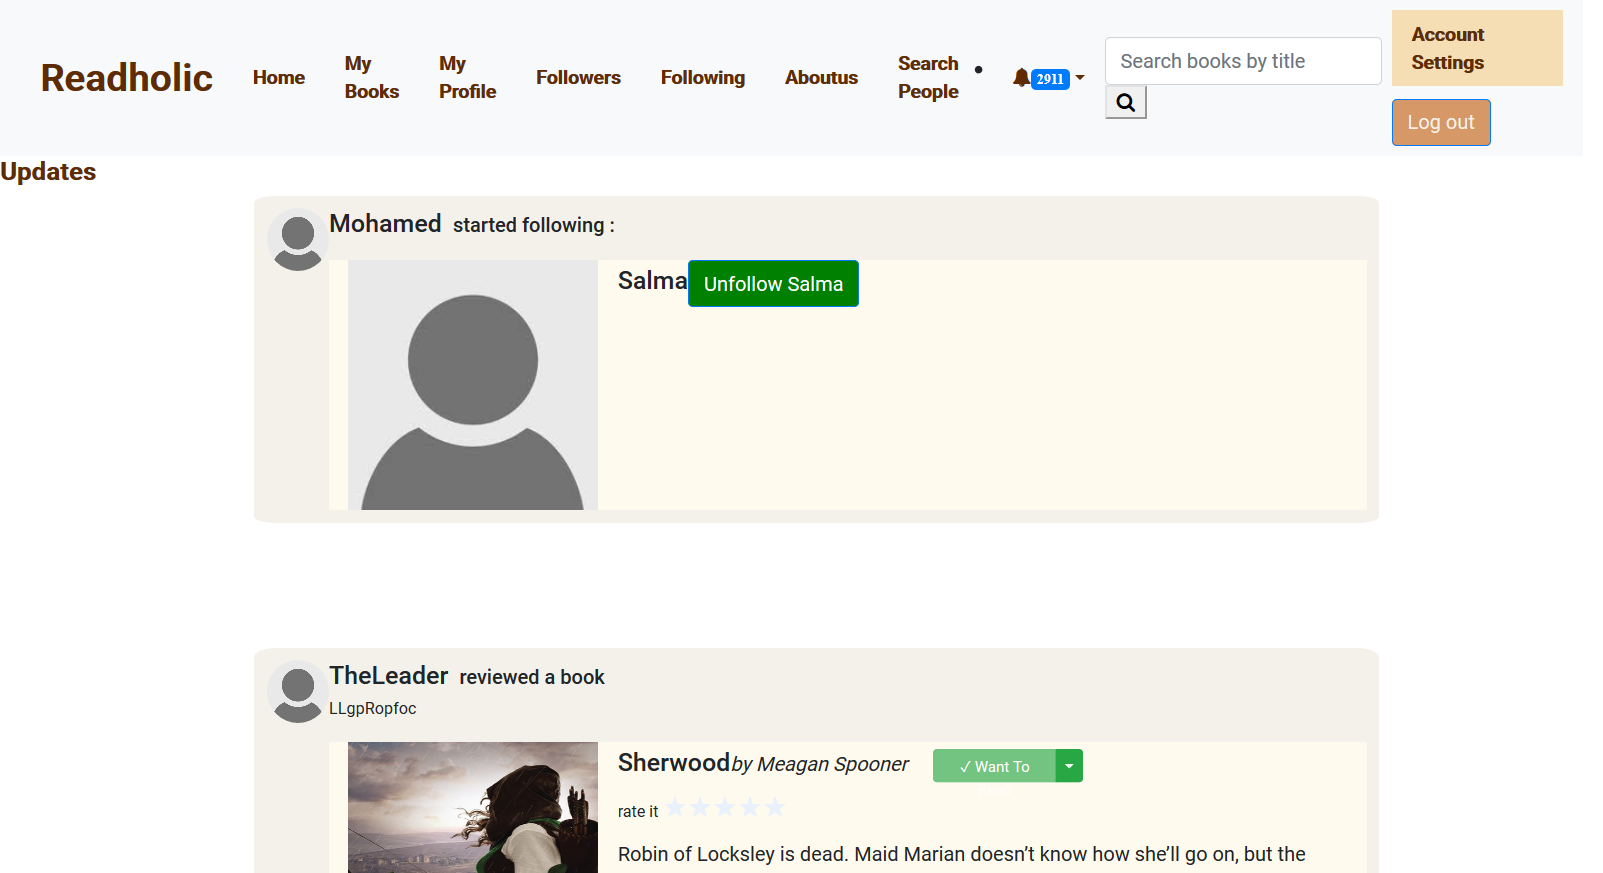 Readholic
Home
My
Books
My
Profile
Followers
Following
Aboutus
Search
People
2911
Search books by title
Account
Settings
Log out
Updates
Mohamed started following :
Salma Unfollow Salma
TheLeader reviewed a book
LLgpRopfoc
Sherwood by Meagan Spooner ✓ Want To
rate it ★★★★★
Robin of Locksley is dead. Maid Marian doesn’t know how she’ll go on, but the